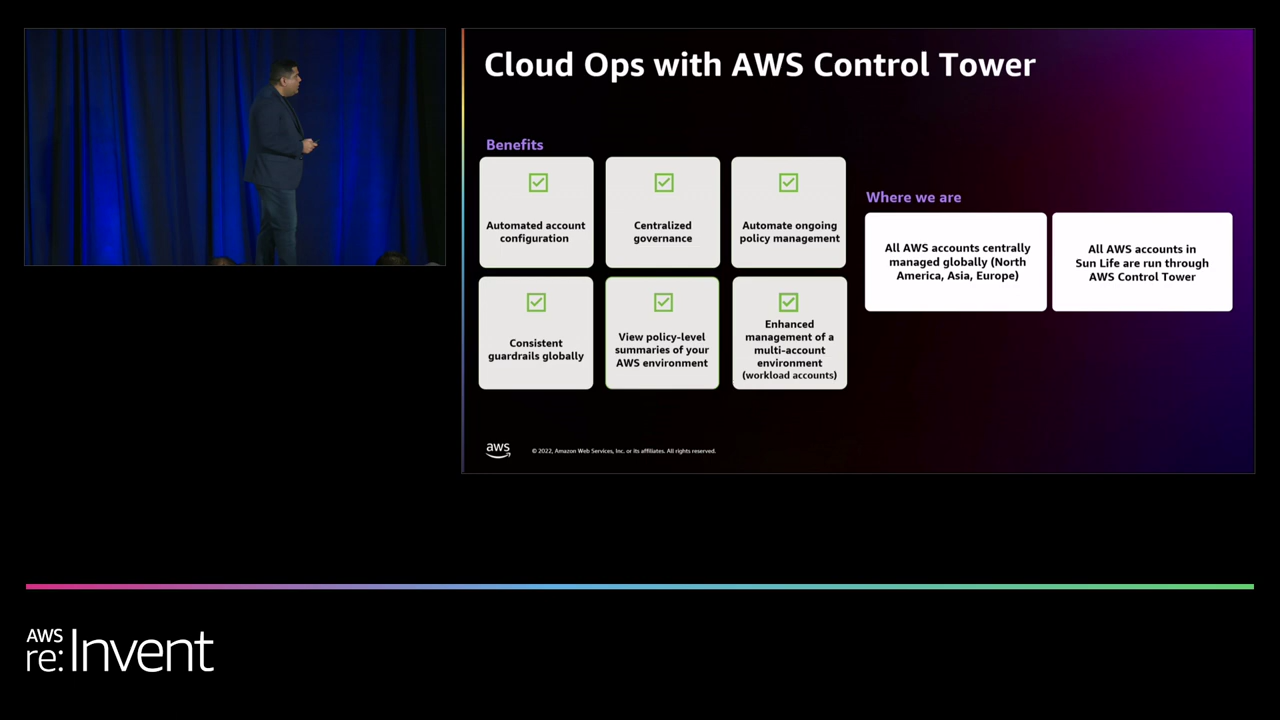 Cloud Ops with AWS Control Tower
Benefits
Automated account
configuration
Centralized
governance
Automate ongoing
policy management
Consistent
guardrails globally
View policy-level
summaries of your
AWS environment
Enhanced
management of a
multi-account
environment
(workload accounts)
Where we are
All AWS accounts centrally
managed globally (North
America, Asia, Europe)
All AWS accounts in
Sun Life are run through
AWS Control Tower
aws
© 2022, Amazon Web Services, Inc. or its affiliates. All rights reserved.
AWS
re:Invent